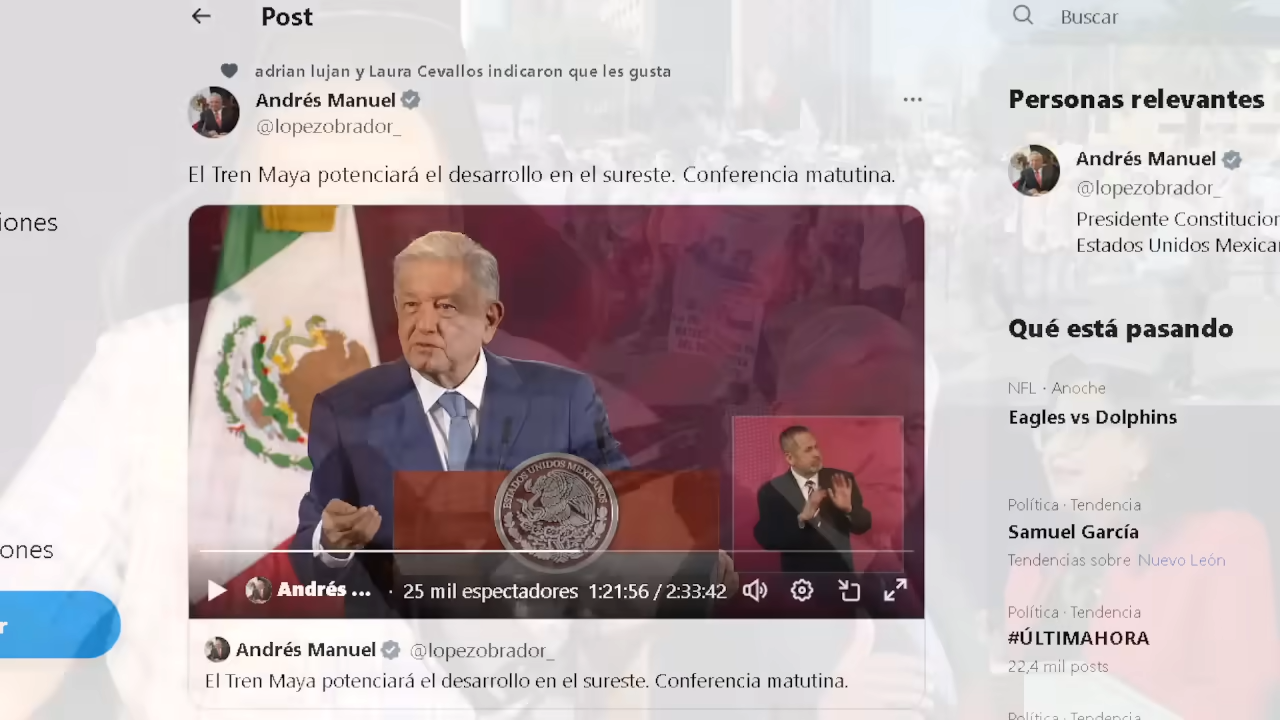 Post
Buscar
adrian lujan y Laura Cevallos indicaron que les gusta
Andrés Manuel
@lopezobrador_
El Tren Maya potenciará el desarrollo en el sureste. Conferencia matutina.
ESTADOS UNIDOS MEXICANOS
Andrés ... · 25 mil espectadores 1:21:56 / 2:33:42
Andrés Manuel @lopezobrador_
El Tren Maya potenciará el desarrollo en el sureste. Conferencia matutina.
iones
ones
r
Personas relevantes
Andrés Manuel
@lopezobrador_
Presidente Constitucion
Estados Unidos Mexica
Qué está pasando
NFL · Anoche
Eagles vs Dolphins
Política · Tendencia
Samuel García
Tendencias sobre Nuevo León
Política · Tendencia
#ÚLTIMAHORA
22,4 mil posts
Política · Tendencia